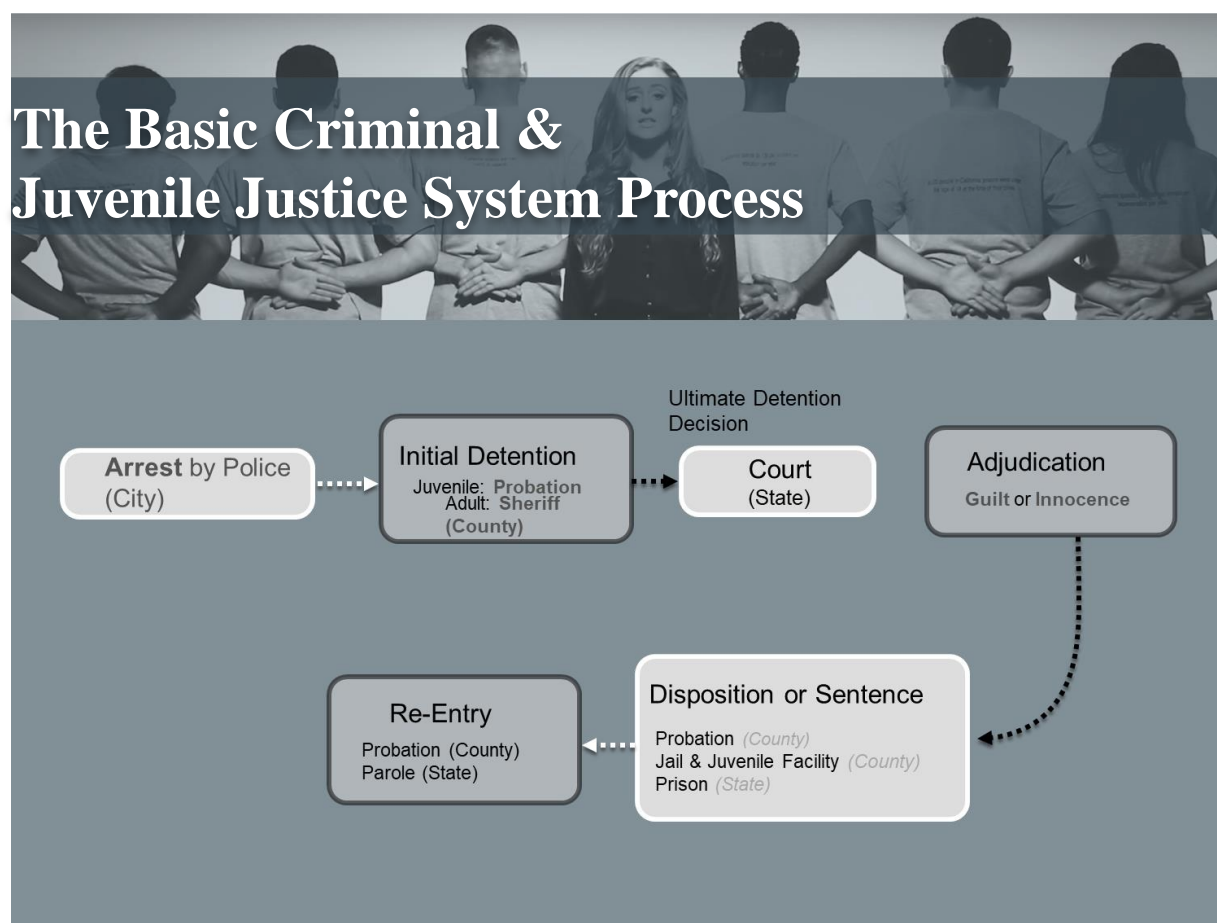 The Basic Criminal &
Juvenile Justice System Process
Arrest by Police
(City)
Initial Detention
Juvenile: Probation
Adult: Sheriff
(County)
Ultimate Detention
Decision
Court
(State)
Adjudication
Guilt or Innocence
Disposition or Sentence
Probation (County)
Jail & Juvenile Facility (County)
Prison (State)
Re-Entry
Probation (County)
Parole (State)